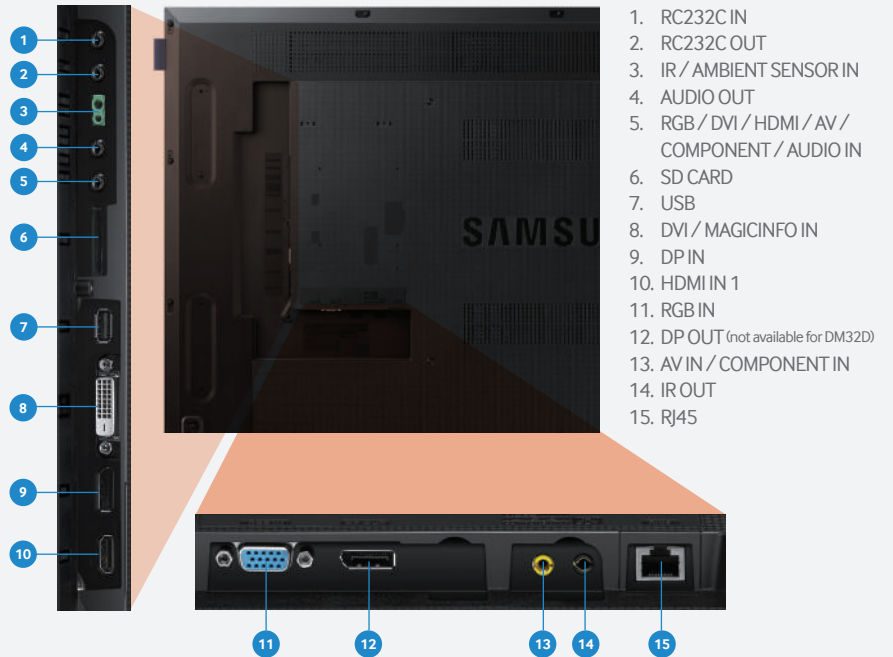 1
2
3
4
5
6
7
8
9
10
SAMSU
11
12
13
14
15
1. RC232C IN
2. RC232C OUT
3. IR / AMBIENT SENSOR IN
4. AUDIO OUT
5. RGB / DVI / HDMI / AV /
COMPONENT / AUDIO IN
6. SD CARD
7. USB
8. DVI / MAGICINFO IN
9. DP IN
10. HDMI IN 1
11. RGB IN
12. DP OUT (not available for DM32D)
13. AV IN / COMPONENT IN
14. IR OUT
15. RJ45